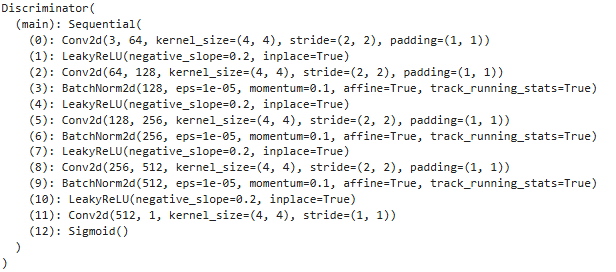 Discriminator(
  (main): Sequential(
    (0): Conv2d(3, 64, kernel_size=(4, 4), stride=(2, 2), padding=(1, 1))
    (1): LeakyReLU(negative_slope=0.2, inplace=True)
    (2): Conv2d(64, 128, kernel_size=(4, 4), stride=(2, 2), padding=(1, 1))
    (3): BatchNorm2d(128, eps=1e-05, momentum=0.1, affine=True, track_running_stats=True)
    (4): LeakyReLU(negative_slope=0.2, inplace=True)
    (5): Conv2d(128, 256, kernel_size=(4, 4), stride=(2, 2), padding=(1, 1))
    (6): BatchNorm2d(256, eps=1e-05, momentum=0.1, affine=True, track_running_stats=True)
    (7): LeakyReLU(negative_slope=0.2, inplace=True)
    (8): Conv2d(256, 512, kernel_size=(4, 4), stride=(2, 2), padding=(1, 1))
    (9): BatchNorm2d(512, eps=1e-05, momentum=0.1, affine=True, track_running_stats=True)
    (10): LeakyReLU(negative_slope=0.2, inplace=True)
    (11): Conv2d(512, 1, kernel_size=(4, 4), stride=(1, 1))
    (12): Sigmoid()
  )
)